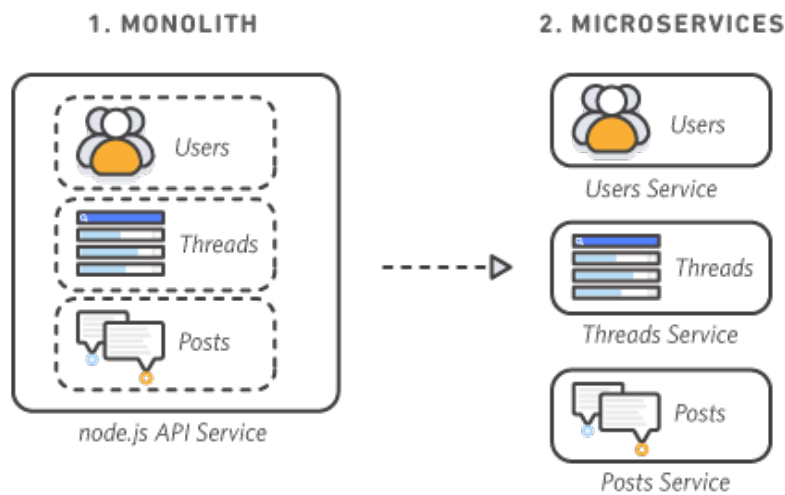 1. MONOLITH
Users
Threads
Posts
node.js API Service
2. MICROSERVICES
Users
Users Service
Threads
Threads Service
Posts
Posts Service